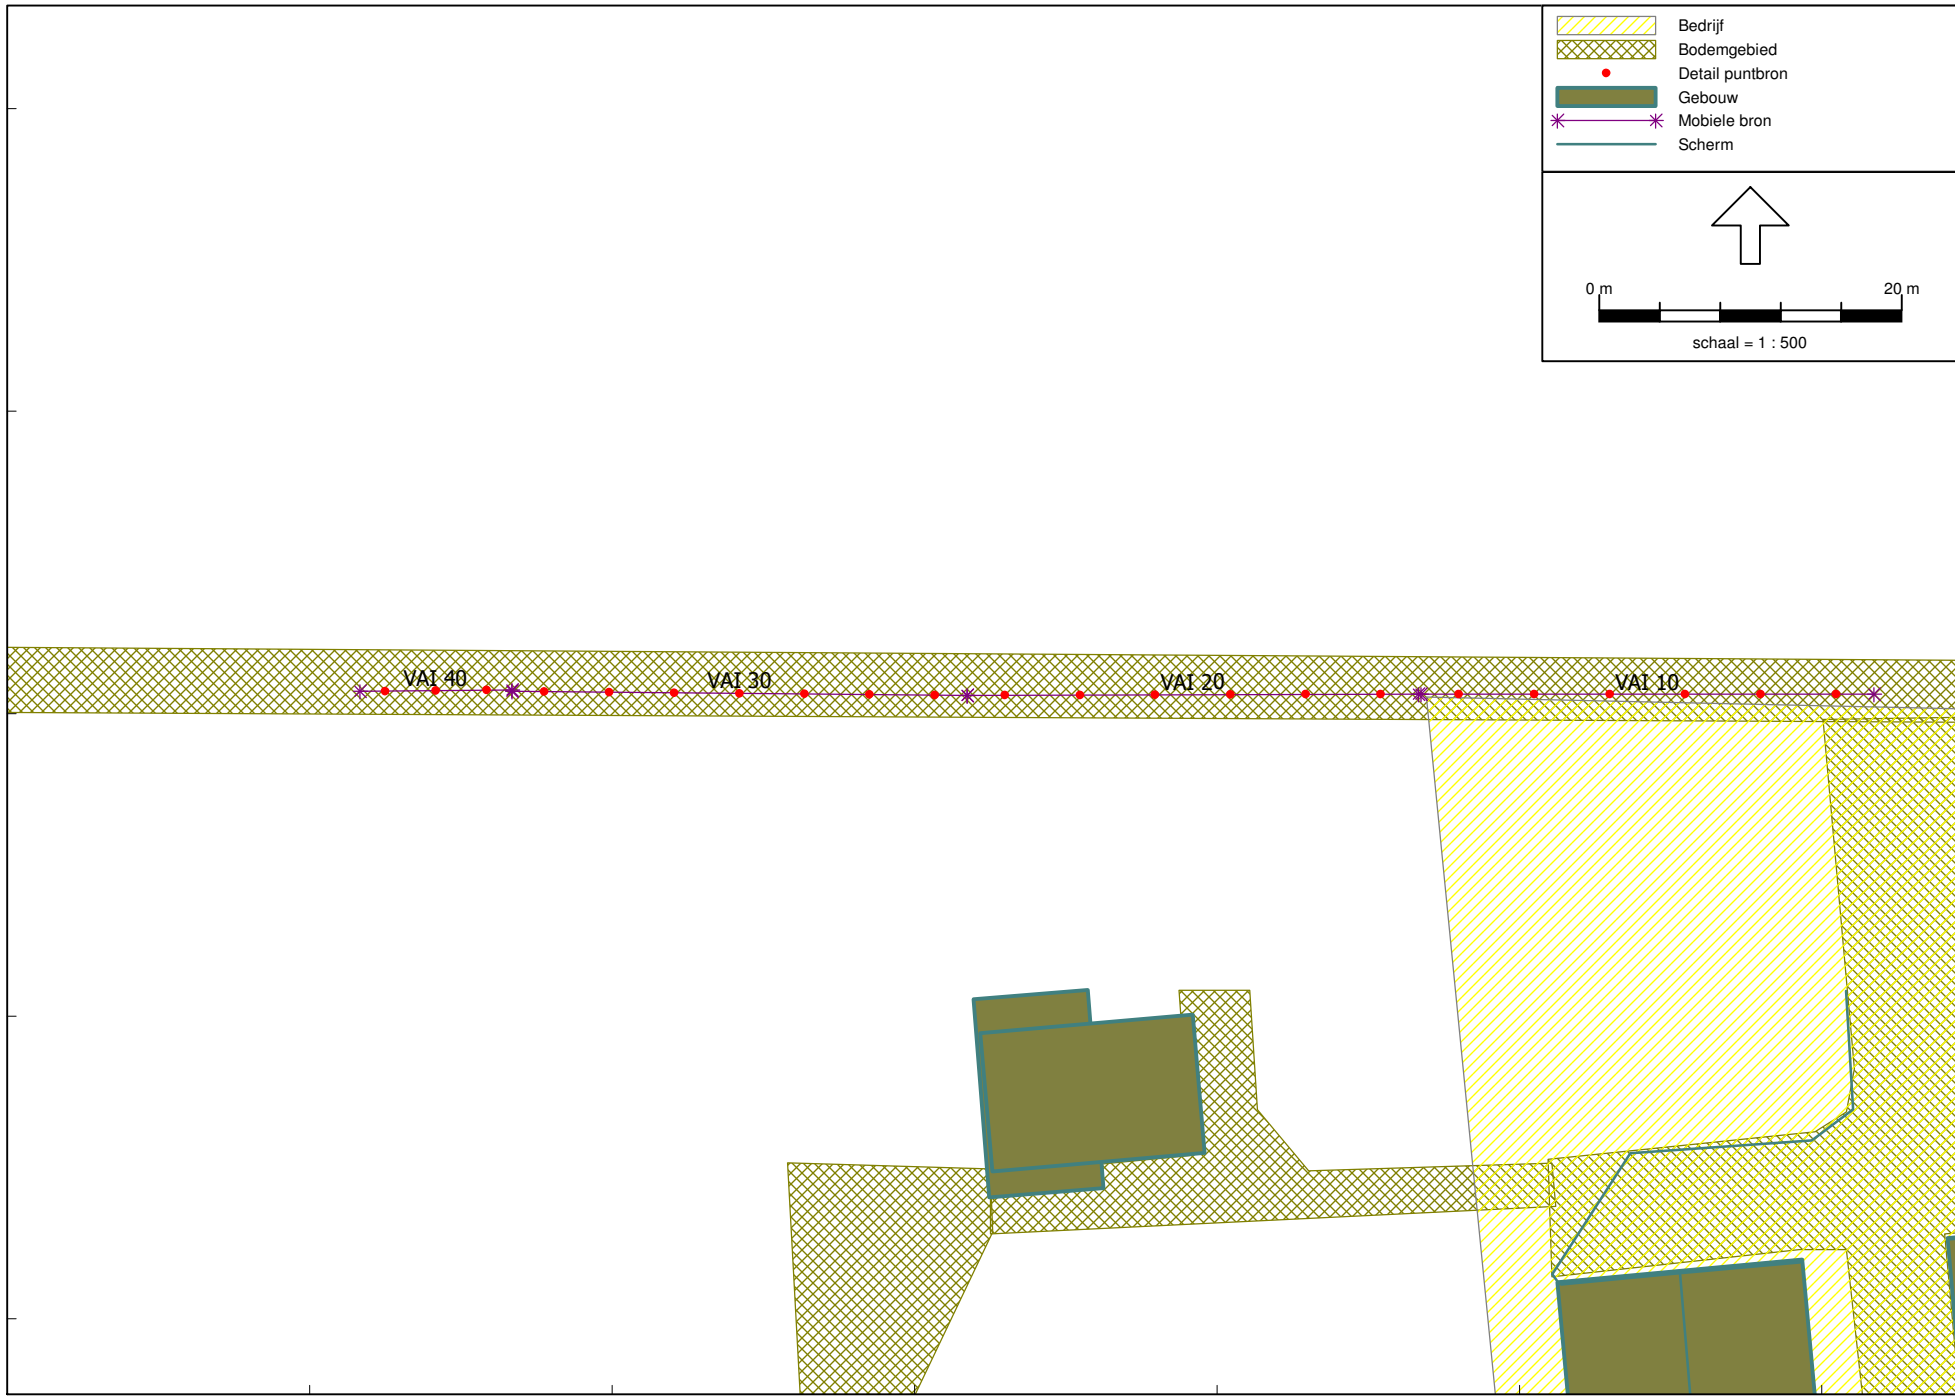 Bedrijf
Bodemgebied
Detail puntbron
Gebouw
Mobiele bron
Scherm
0 m 20 m
schaal = 1 : 500
VAI 40 VAI 30 VAI 20 VAI 10